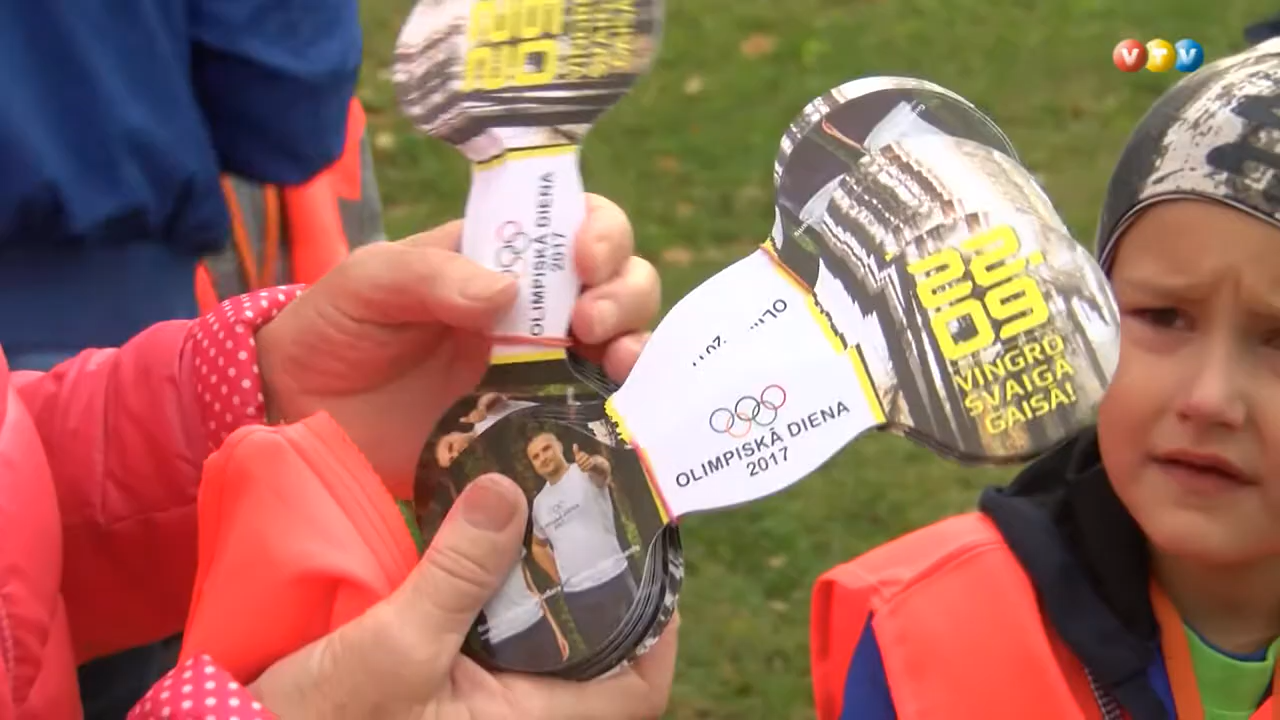 VTV
OLIMPISKĀ DIENA
2017
22.
09
VINGRO
SVAIGĀ
GAISĀ!
OLIMPISKĀ DIENA
2017